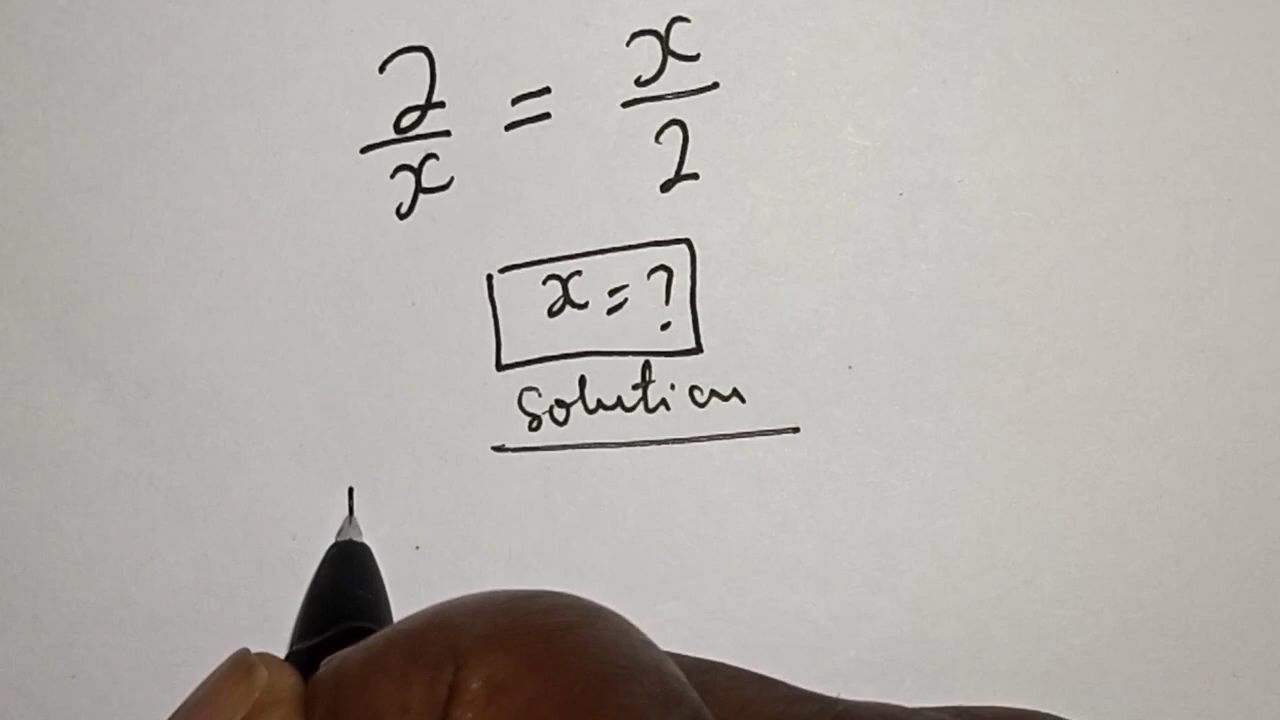 2/x = x/2
x = ?
Solution